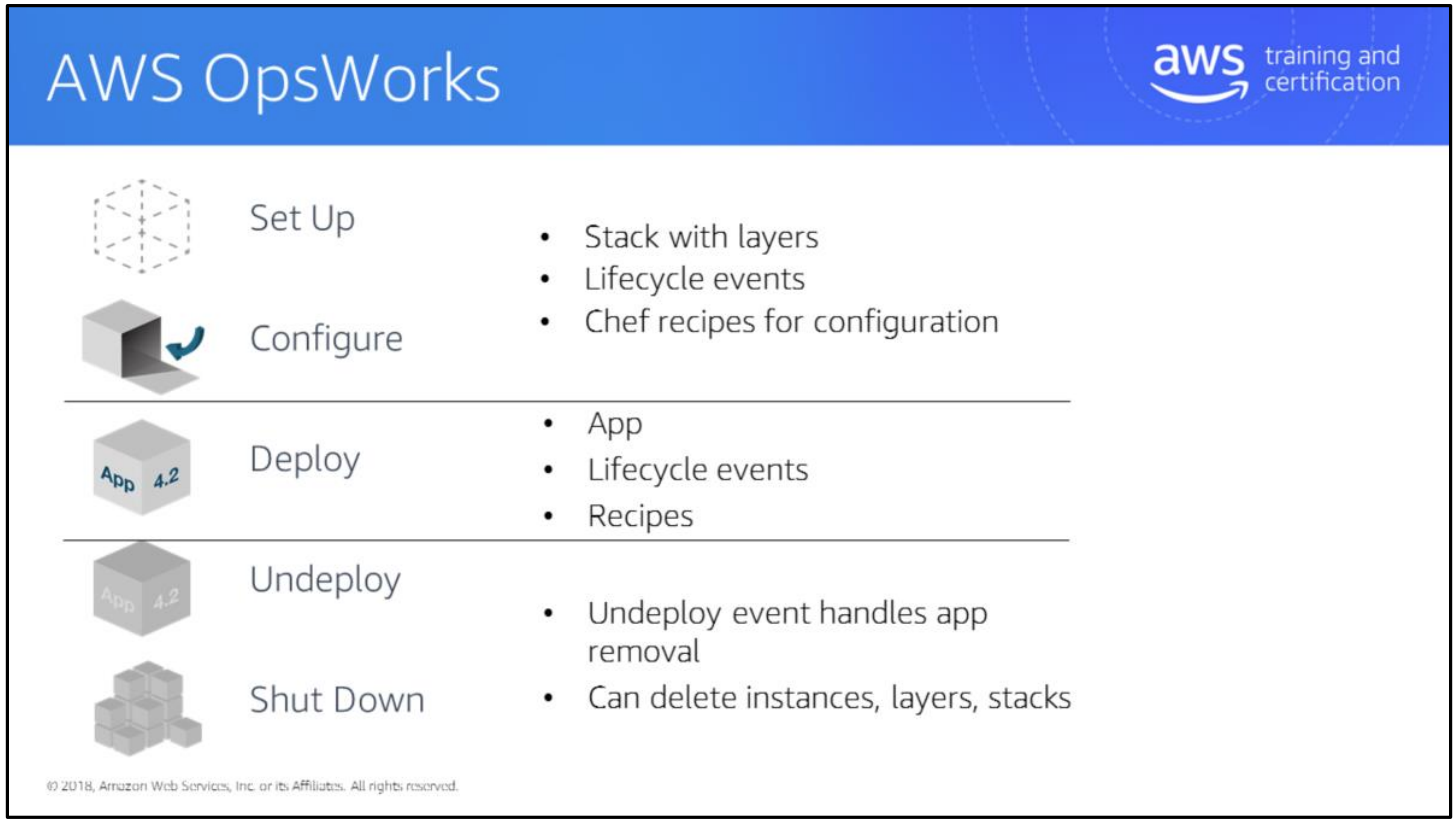 AWS OpsWorks
aws training and
certification
Set Up
• Stack with layers
• Lifecycle events
• Chef recipes for configuration
Configure
• App
Deploy
• Lifecycle events
App 4.2
• Recipes
Undeploy
App 4.2
• Undeploy event handles app
removal
Shut Down
• Can delete instances, layers, stacks
© 2018, Amazon Web Services, Inc. or its Affiliates. All rights reserved.